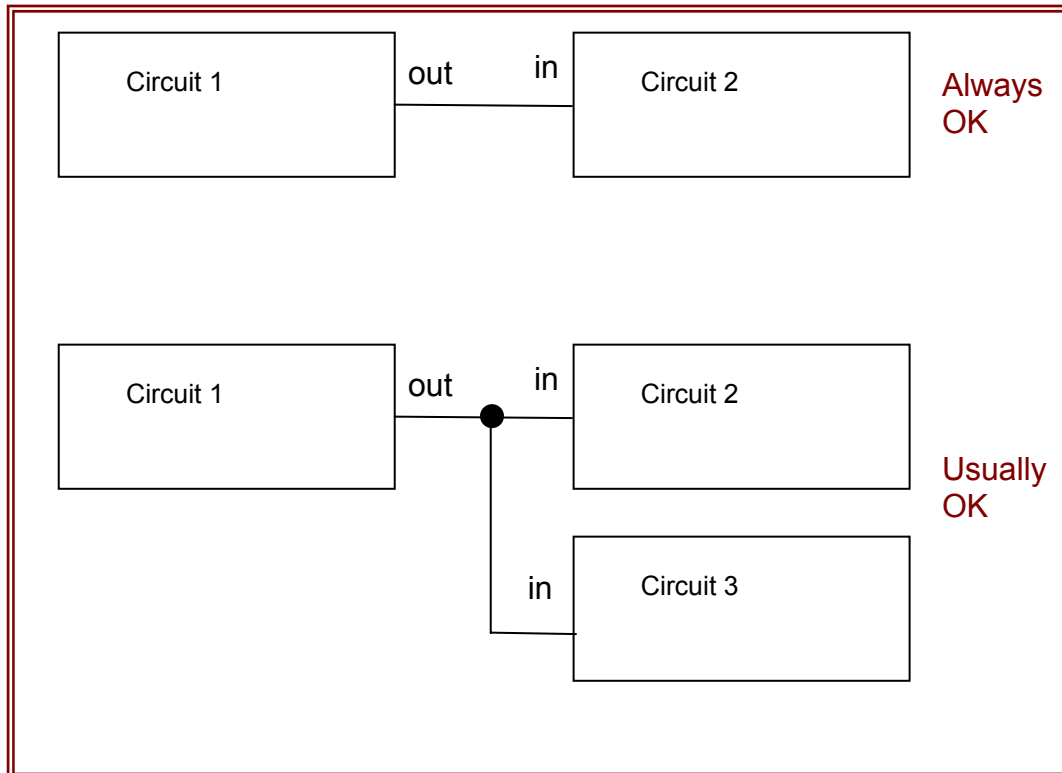 Circuit 1
out
in
Circuit 2
Always
OK
Circuit 1
out
in
Circuit 2
Usually
OK
in
Circuit 3